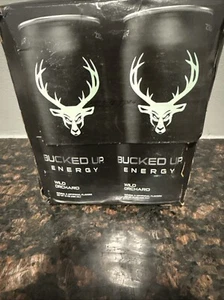 BUCKED UP
ENERGY
WILD
ORCHARD
BUCKED UP
ENERGY
WILD
ORCHARD